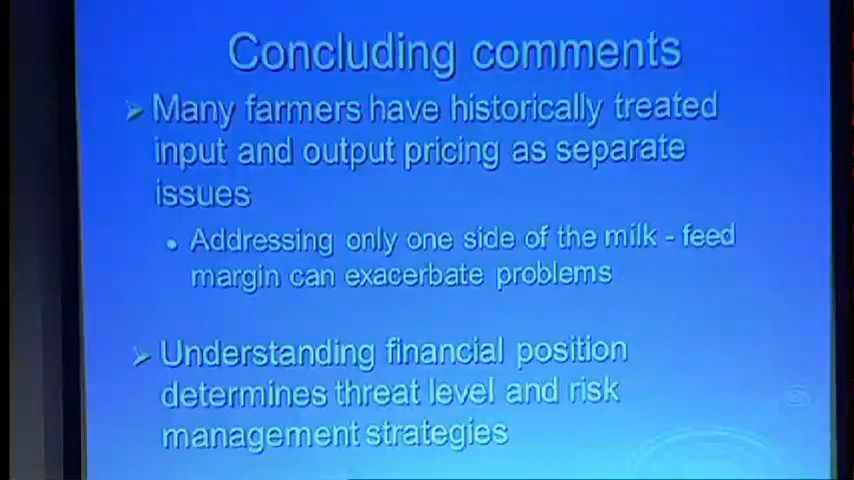 Concluding comments
Many farmers have historically treated
input and output pricing as separate
issues
Addressing only one side of the milk - feed
margin can exacerbate problems
Understanding financial position
determines threat level and risk
management strategies